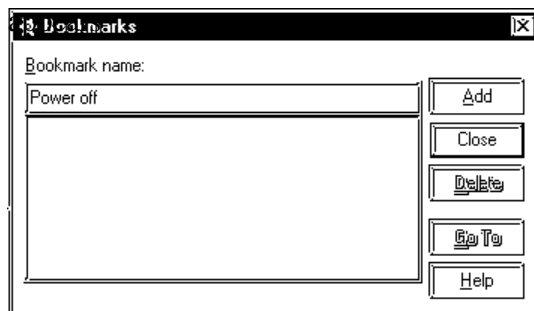 Bookmarks
Bookmark name:
Power off
Add
Close
Delete
Go To
Help